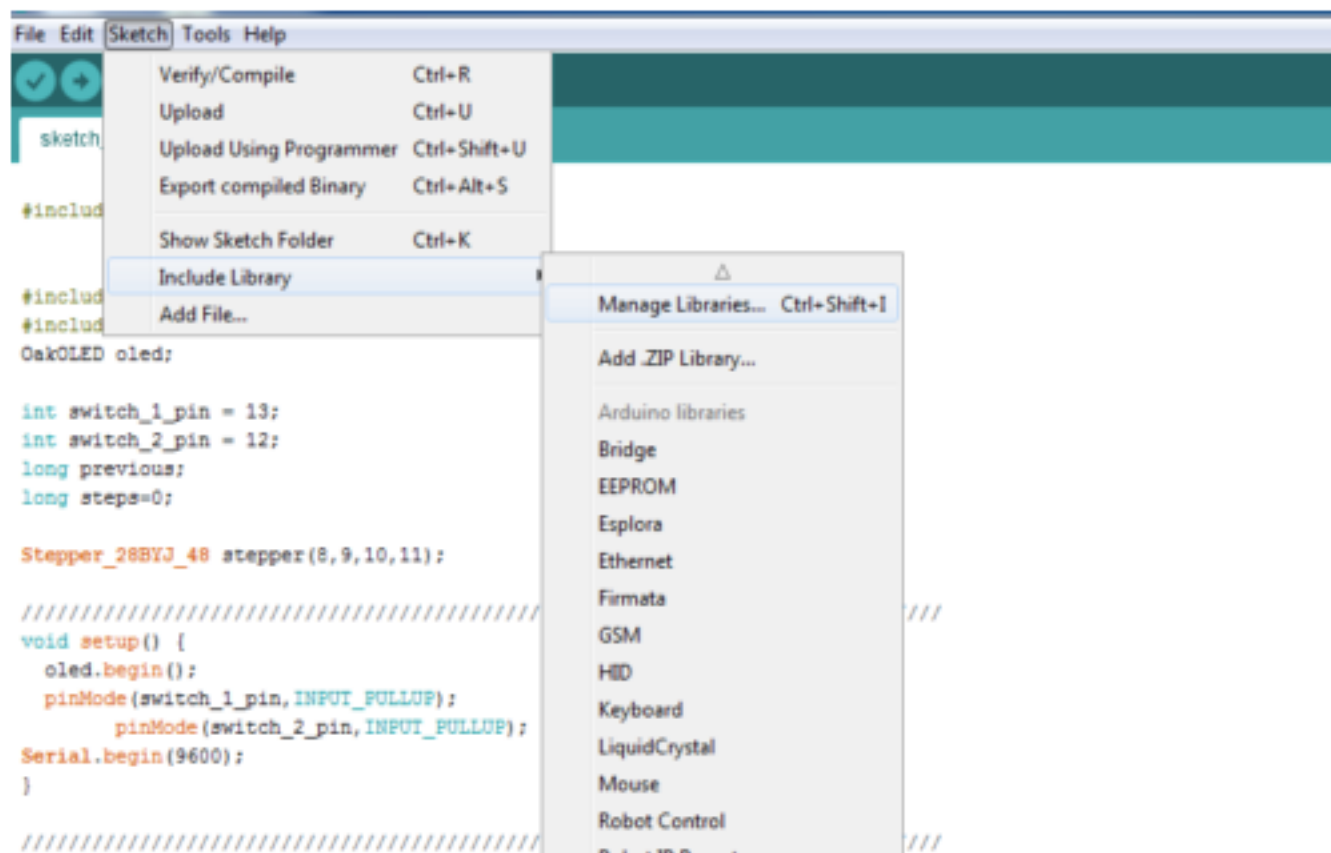 File Edit Sketch Tools Help
Verify/Compile Ctrl+R
Upload Ctrl+U
Upload Using Programmer Ctrl+Shift+U
Export compiled Binary Ctrl+Alt+S
Show Sketch Folder Ctrl+K
Include Library
Add File...
Manage Libraries... Ctrl+Shift+I
Add .ZIP Library...
Arduino libraries
Bridge
EEPROM
Esplora
Ethernet
Firmata
GSM
HID
Keyboard
LiquidCrystal
Mouse
Robot Control
sketch_
#includ
#includ
#includ
OakOLED oled;
int switch_1_pin = 13;
int switch_2_pin = 12;
long previous;
long steps=0;
Stepper_28BYJ_48 stepper(8,9,10,11);
void setup() {
oled.begin();
pinMode(switch_1_pin,INPUT_PULLUP);
pinMode(switch_2_pin,INPUT_PULLUP);
Serial.begin(9600);
}